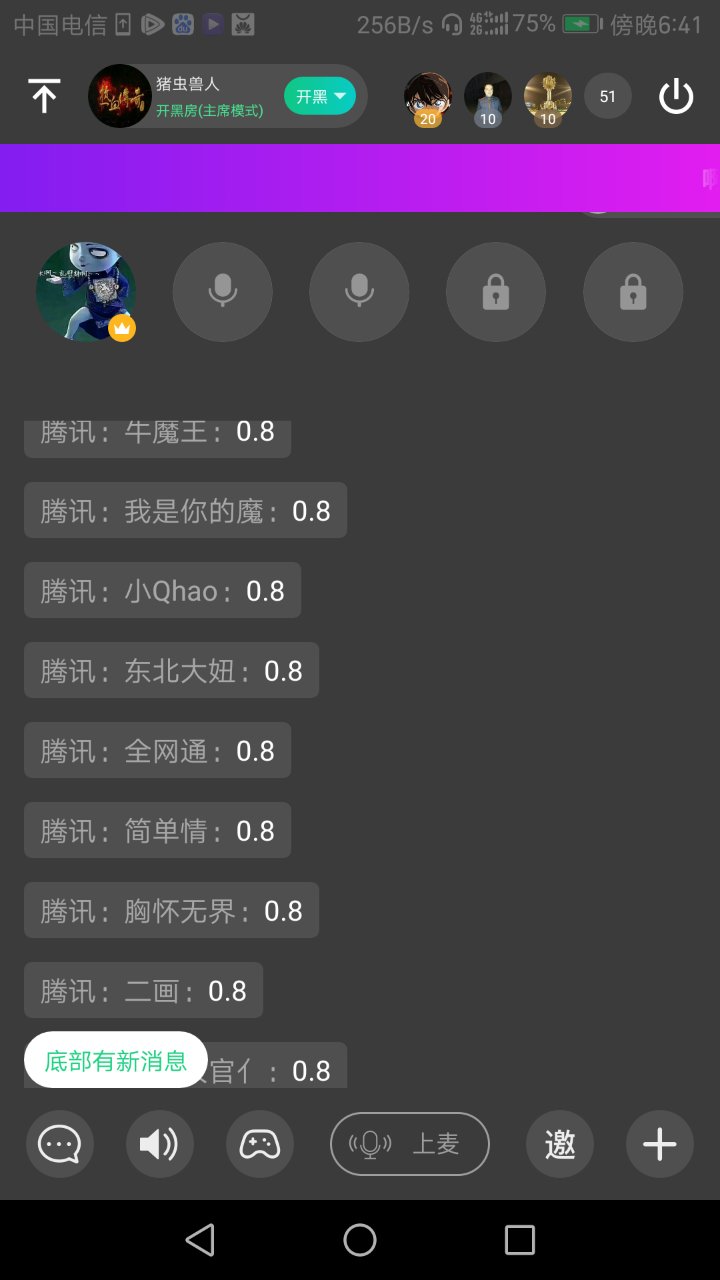 中国电信 256B/s 4G 2G 75% 傍晚6:41
猪虫兽人
开黑房(主席模式)
开黑
20
10
10
51
腾讯: 牛魔王: 0.8
腾讯: 我是你的魔: 0.8
腾讯: 小Qhao: 0.8
腾讯: 东北大妞: 0.8
腾讯: 全网通: 0.8
腾讯: 简单情: 0.8
腾讯: 胸怀无界: 0.8
腾讯: 二画: 0.8
官亻: 0.8
底部有新消息
上麦
邀